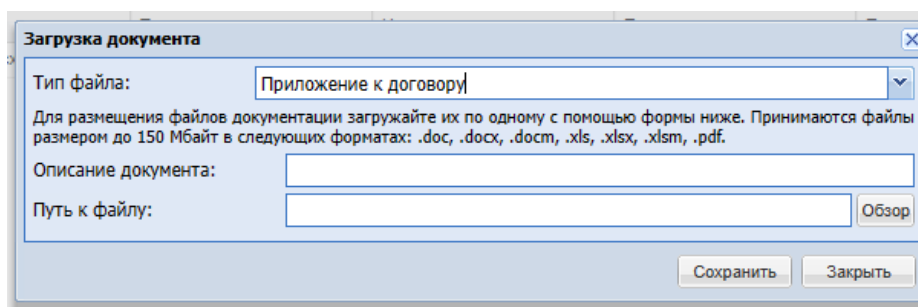 Загрузка документа
Тип файла: Приложение к договору
Для размещения файлов документации загружайте их по одному с помощью формы ниже. Принимаются файлы
размером до 150 Мбайт в следующих форматах: .doc, .docx, .docm, .xls, .xlsx, .xlsm, .pdf.
Описание документа:
Путь к файлу: Обзор
Сохранить Закрыть